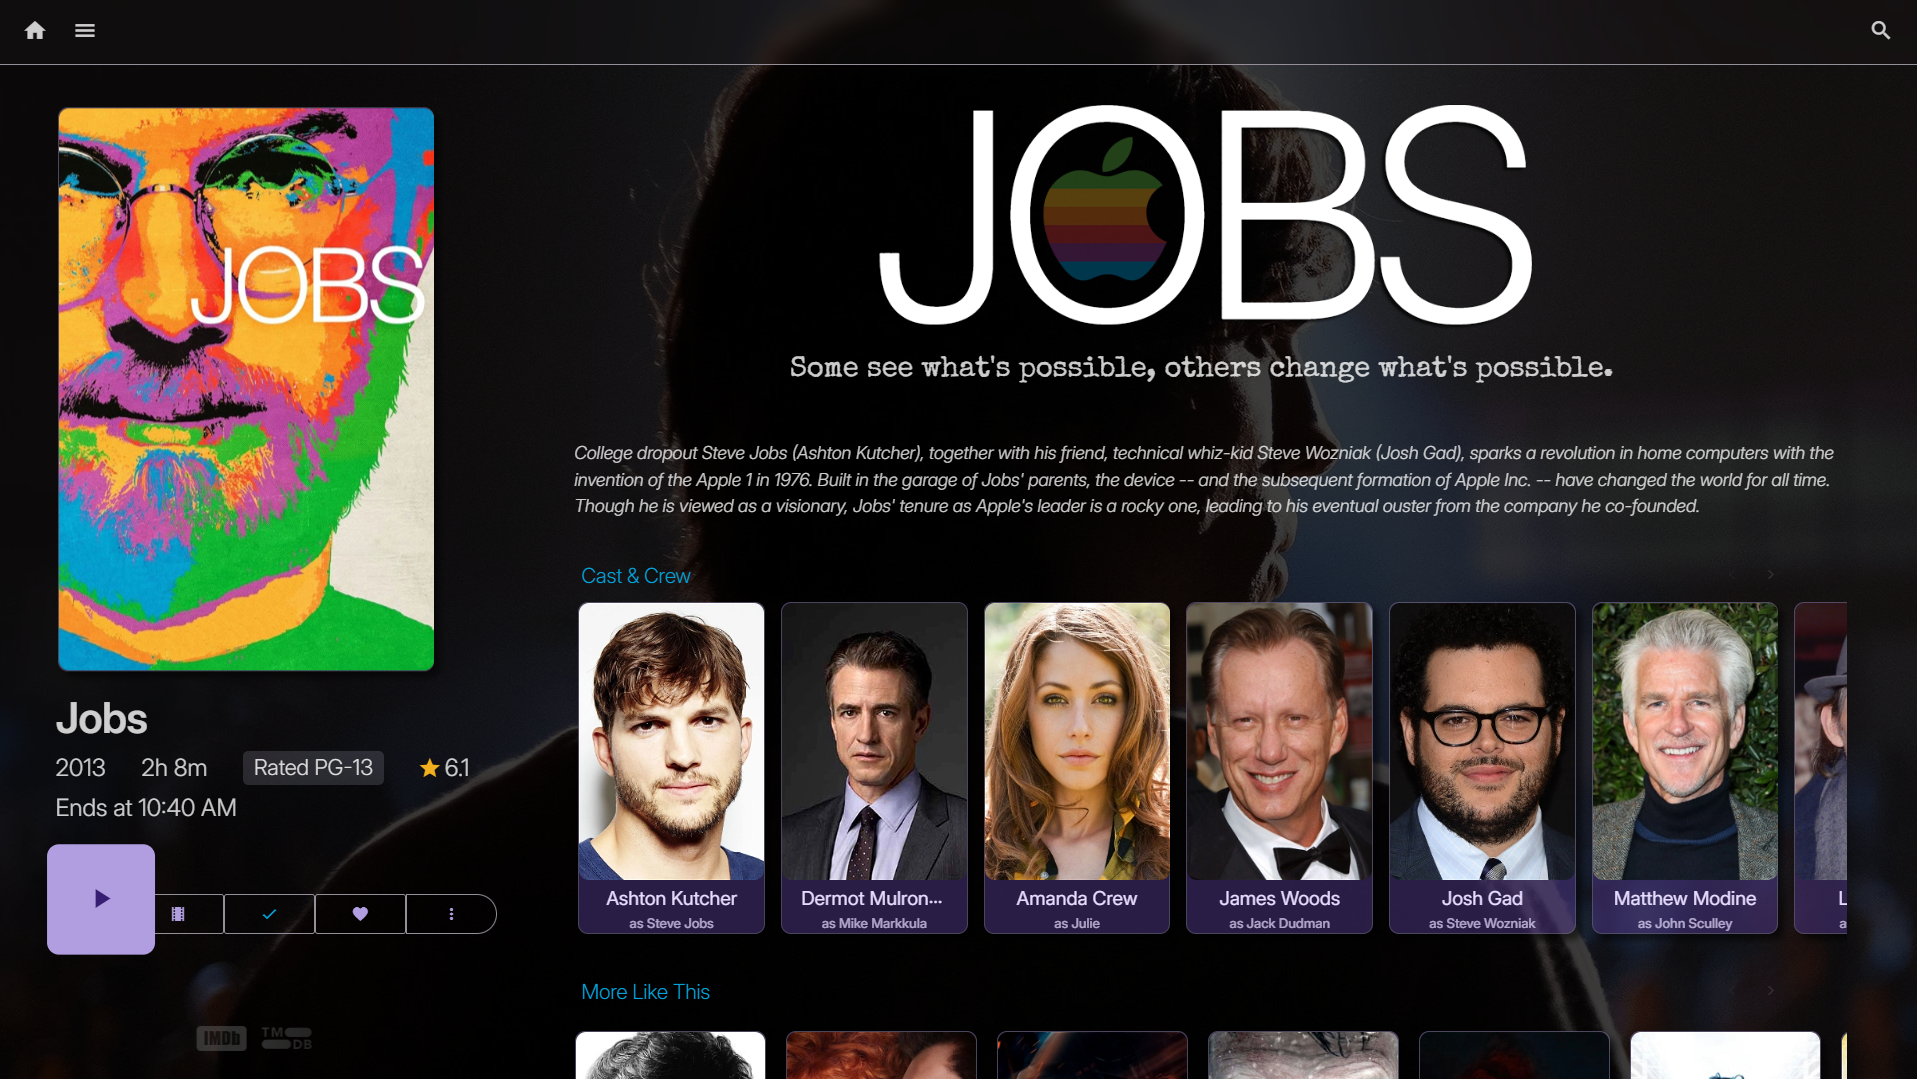 JOBS
JOBS
Some see what's possible, others change what's possible.
College dropout Steve Jobs (Ashton Kutcher), together with his friend, technical whiz-kid Steve Wozniak (Josh Gad), sparks a revolution in home computers with the
invention of the Apple 1 in 1976. Built in the garage of Jobs' parents, the device -- and the subsequent formation of Apple Inc. -- have changed the world for all time.
Though he is viewed as a visionary, Jobs' tenure as Apple's leader is a rocky one, leading to his eventual ouster from the company he co-founded.
Jobs
2013 2h 8m Rated PG-13 6.1
Ends at 10:40 AM
IMDb TMDB
Cast & Crew
Ashton Kutcher
as Steve Jobs
Dermot Mulron...
as Mike Markkula
Amanda Crew
as Julie
James Woods
as Jack Dudman
Josh Gad
as Steve Wozniak
Matthew Modine
as John Sculley
L
a
More Like This